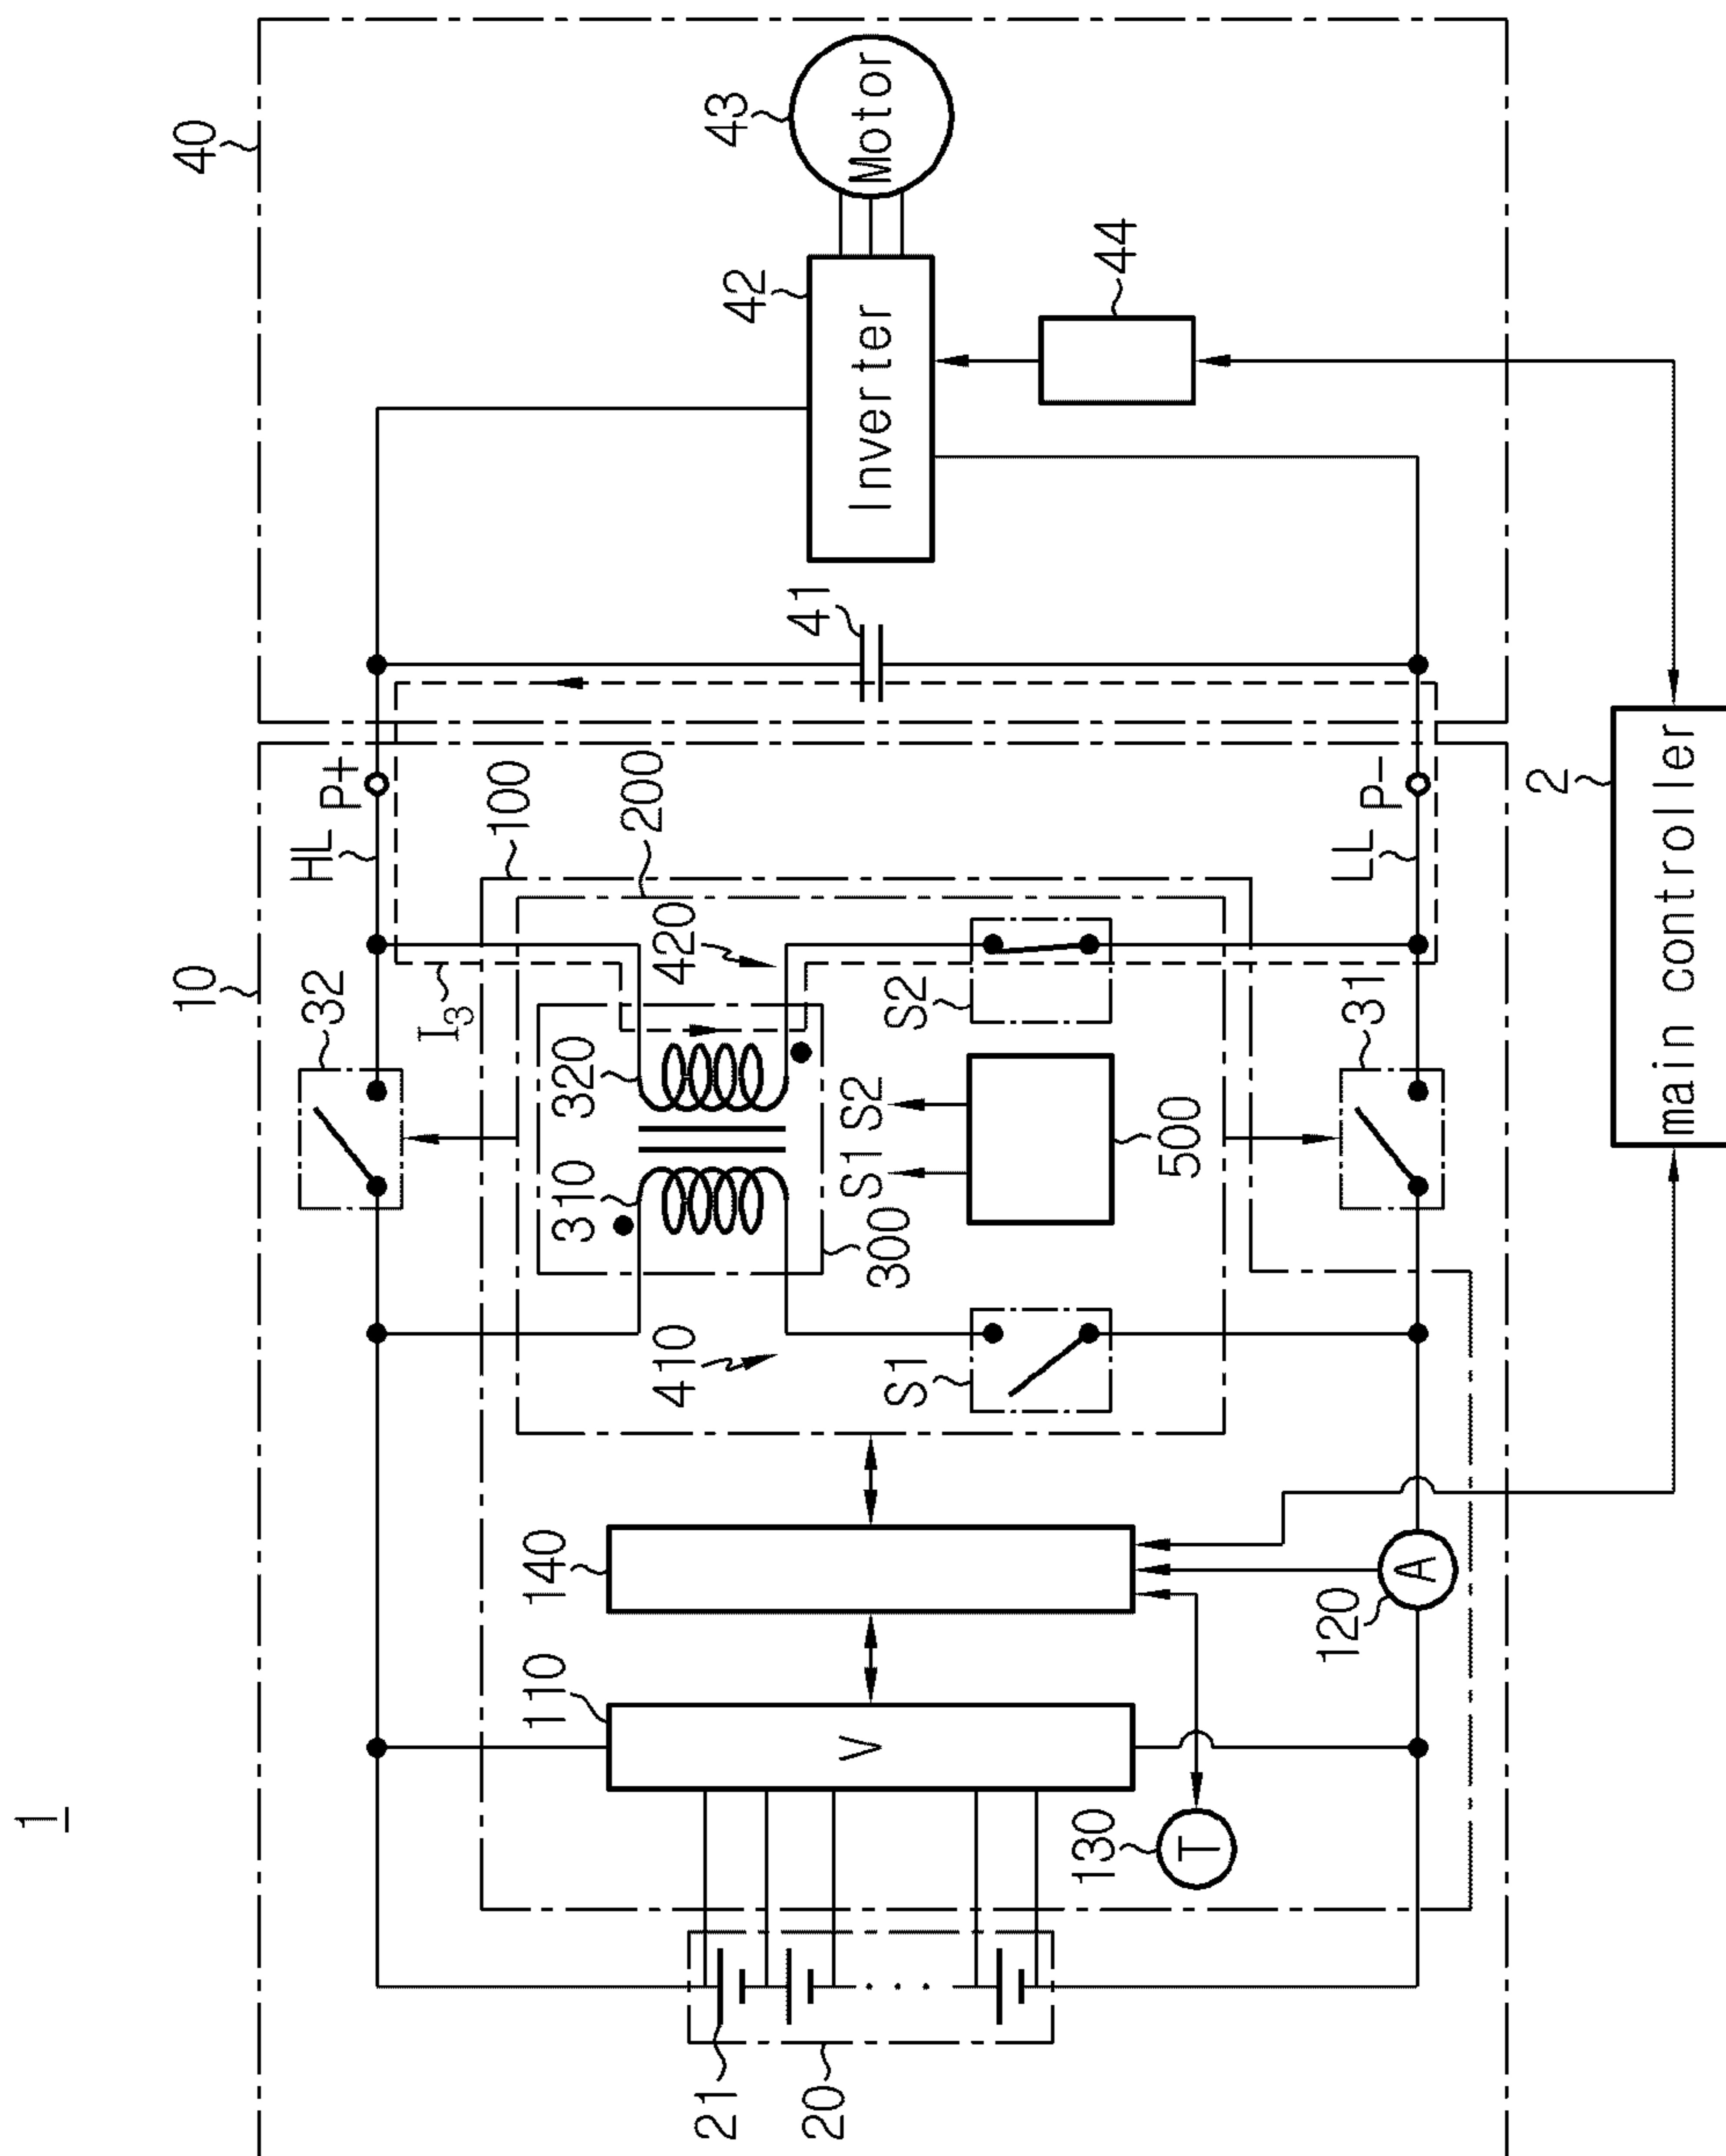 1
10
40
32
HL
P+
43
Motor
42
Inverter
44
41
I3
100
200
420
320
310
300
410
S1
S2
S1
S2
500
31
LL
P-
2
main controller
140
110
V
120
A
130
T
21
20